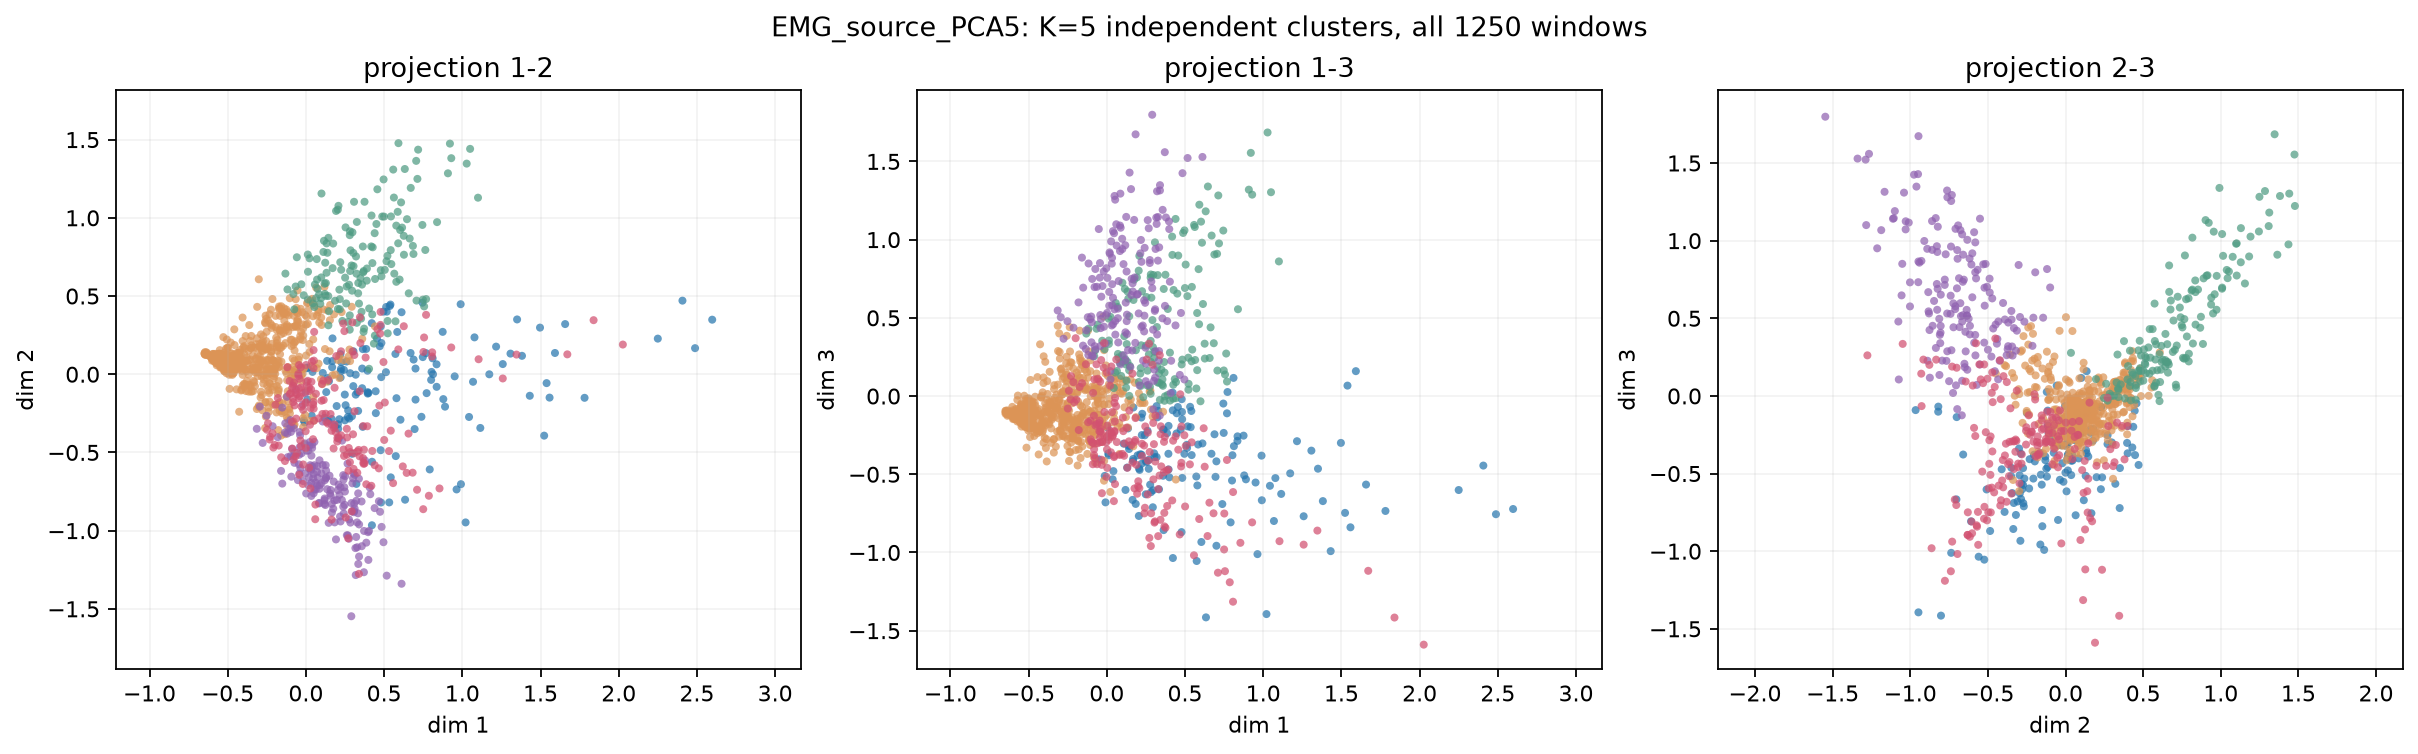 EMG_source_PCA5: K=5 independent clusters, all 1250 windows
projection 1-2
1.5
1.0
0.5
0.0
−0.5
−1.0
−1.5
dim 2
−1.0 −0.5 0.0 0.5 1.0 1.5 2.0 2.5 3.0
dim 1
projection 1-3
1.5
1.0
0.5
0.0
−0.5
−1.0
−1.5
dim 3
−1.0 −0.5 0.0 0.5 1.0 1.5 2.0 2.5 3.0
dim 1
projection 2-3
1.5
1.0
0.5
0.0
−0.5
−1.0
−1.5
dim 3
−2.0 −1.5 −1.0 −0.5 0.0 0.5 1.0 1.5 2.0
dim 2